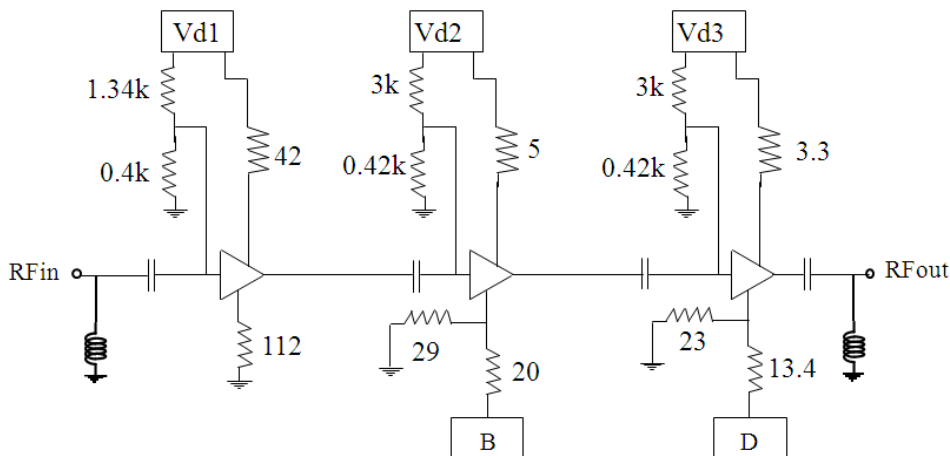 Vd1
Vd2
Vd3
1.34k
3k
3k
42
5
3.3
0.4k
0.42k
0.42k
RFin
RFout
112
29
20
23
13.4
B
D